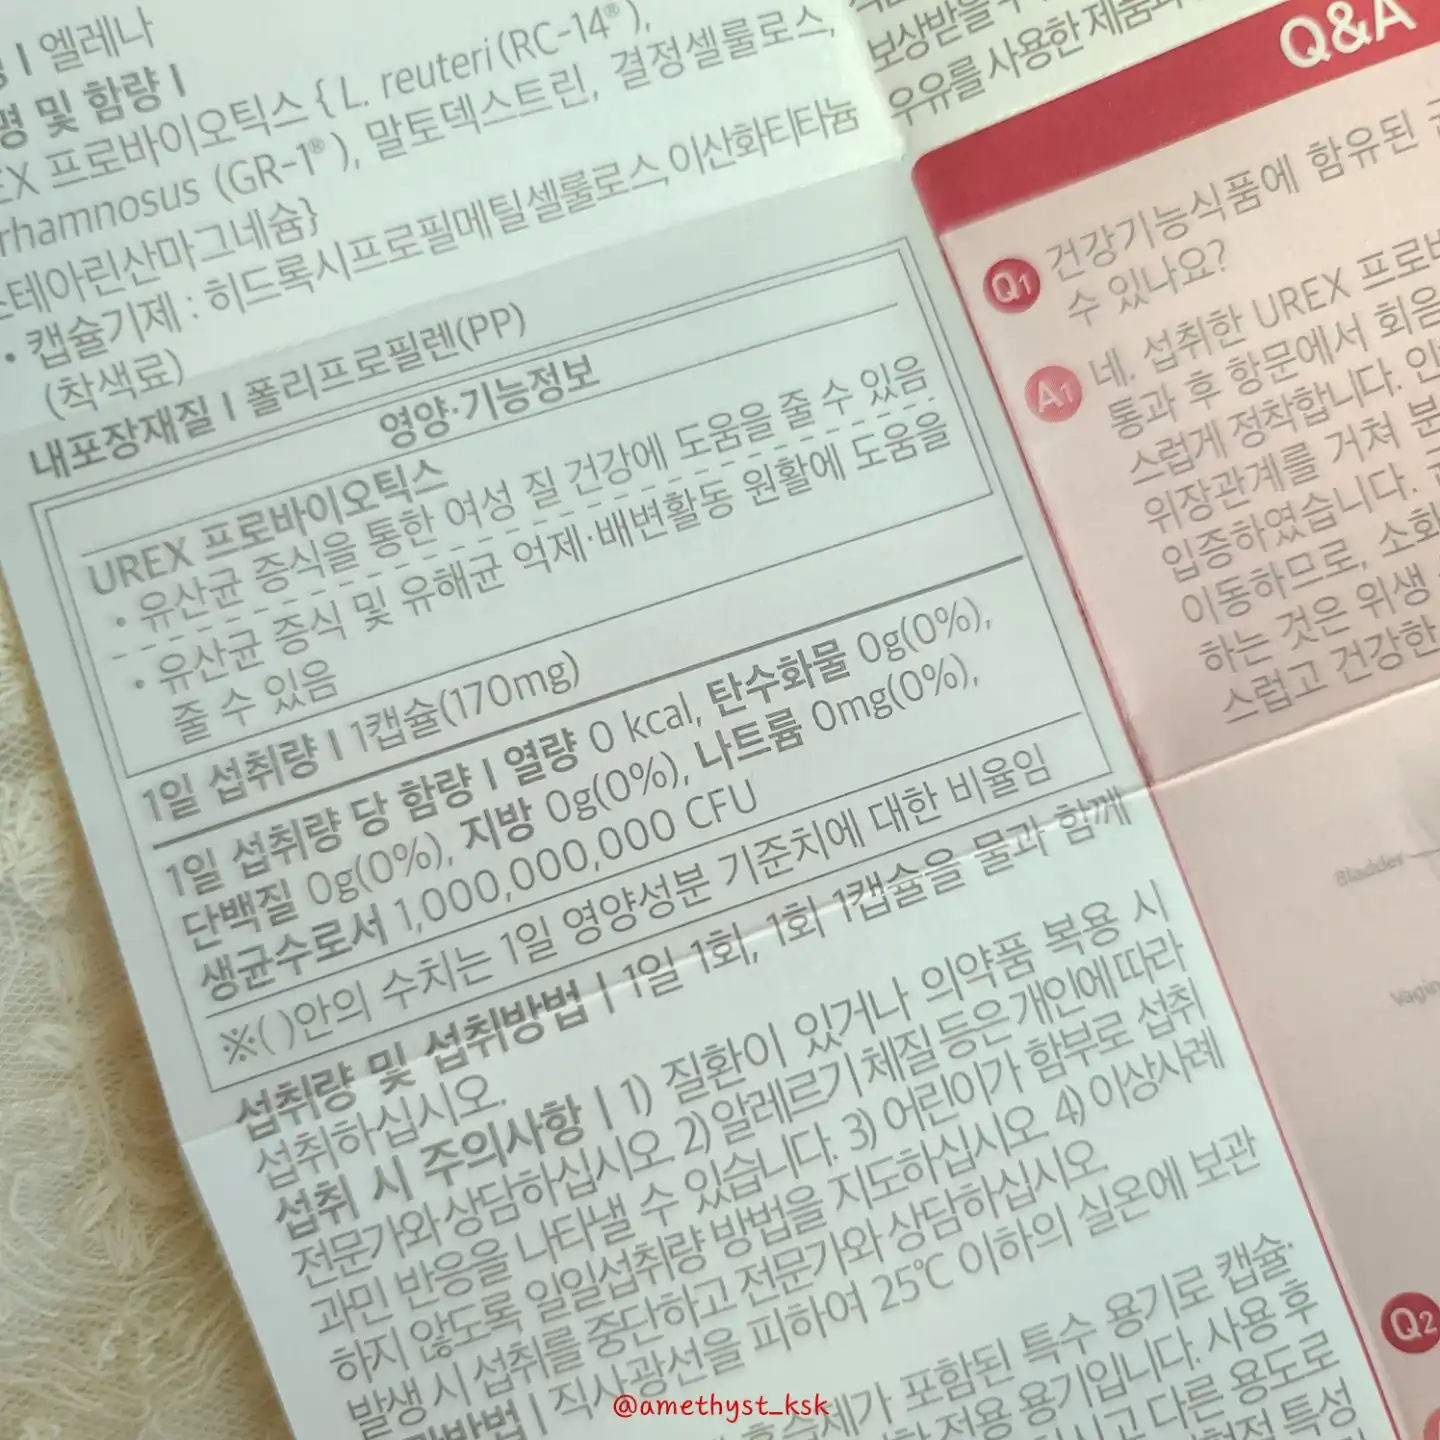 엘레나
및 함량 |
프로바이오틱스 { L. reuteri (RC-14®),
rhamnosus (GR-1®), 말토덱스트린, 결정셀룰로스,
스테아린산마그네슘}
• 캡슐기제 : 히드록시프로필메틸셀룰로스, 이산화티타늄
(착색료)
내포장재질 | 폴리프로필렌(PP)
영양·기능정보
UREX 프로바이오틱스
• 유산균 증식을 통한 여성 질 건강에 도움을 줄 수 있음
• 유산균 증식 및 유해균 억제·배변활동 원활에 도움을
줄 수 있음
1일 섭취량 | 1캡슐(170mg)
1일 섭취량 당 함량 | 열량 0 kcal, 탄수화물 0g(0%),
단백질 0g(0%), 지방 0g(0%), 나트륨 0mg(0%),
생균수로서 1,000,000,000 CFU
※( )안의 수치는 1일 영양성분 기준치에 대한 비율임
섭취량 및 섭취방법 | 1일 1회, 1회 1캡슐을 물과 함께
섭취하십시오.
섭취 시 주의사항 | 1) 질환이 있거나 의약품 복용 시
전문가와 상담하십시오 2) 알레르기 체질 등은 개인에 따라
과민 반응을 나타낼 수 있습니다. 3) 어린이가 함부로 섭취
하지 않도록 일일섭취량 방법을 지도하십시오 4) 이상사례
발생 시 섭취를 중단하고 전문가와 상담하십시오
| 직사광선을 피하여 25℃ 이하의 실온에 보관
포함된 특수 용기로 캡슐.
전용 용기입니다. 사용 후
다른 용도로
특성
보상받을
우유를 사용한 제품
Q&A
Q1 건강기능식품에 함유된
수 있나요?
A1 네. 섭취한 UREX
통과 후 항문에서 회음
스럽게 정착합니다.
위장관계를 거쳐
입증하였습니다.
이동하므로,
하는 것은 위생
스럽고 건강한
Bladder
Q2
@amethyst_ksk